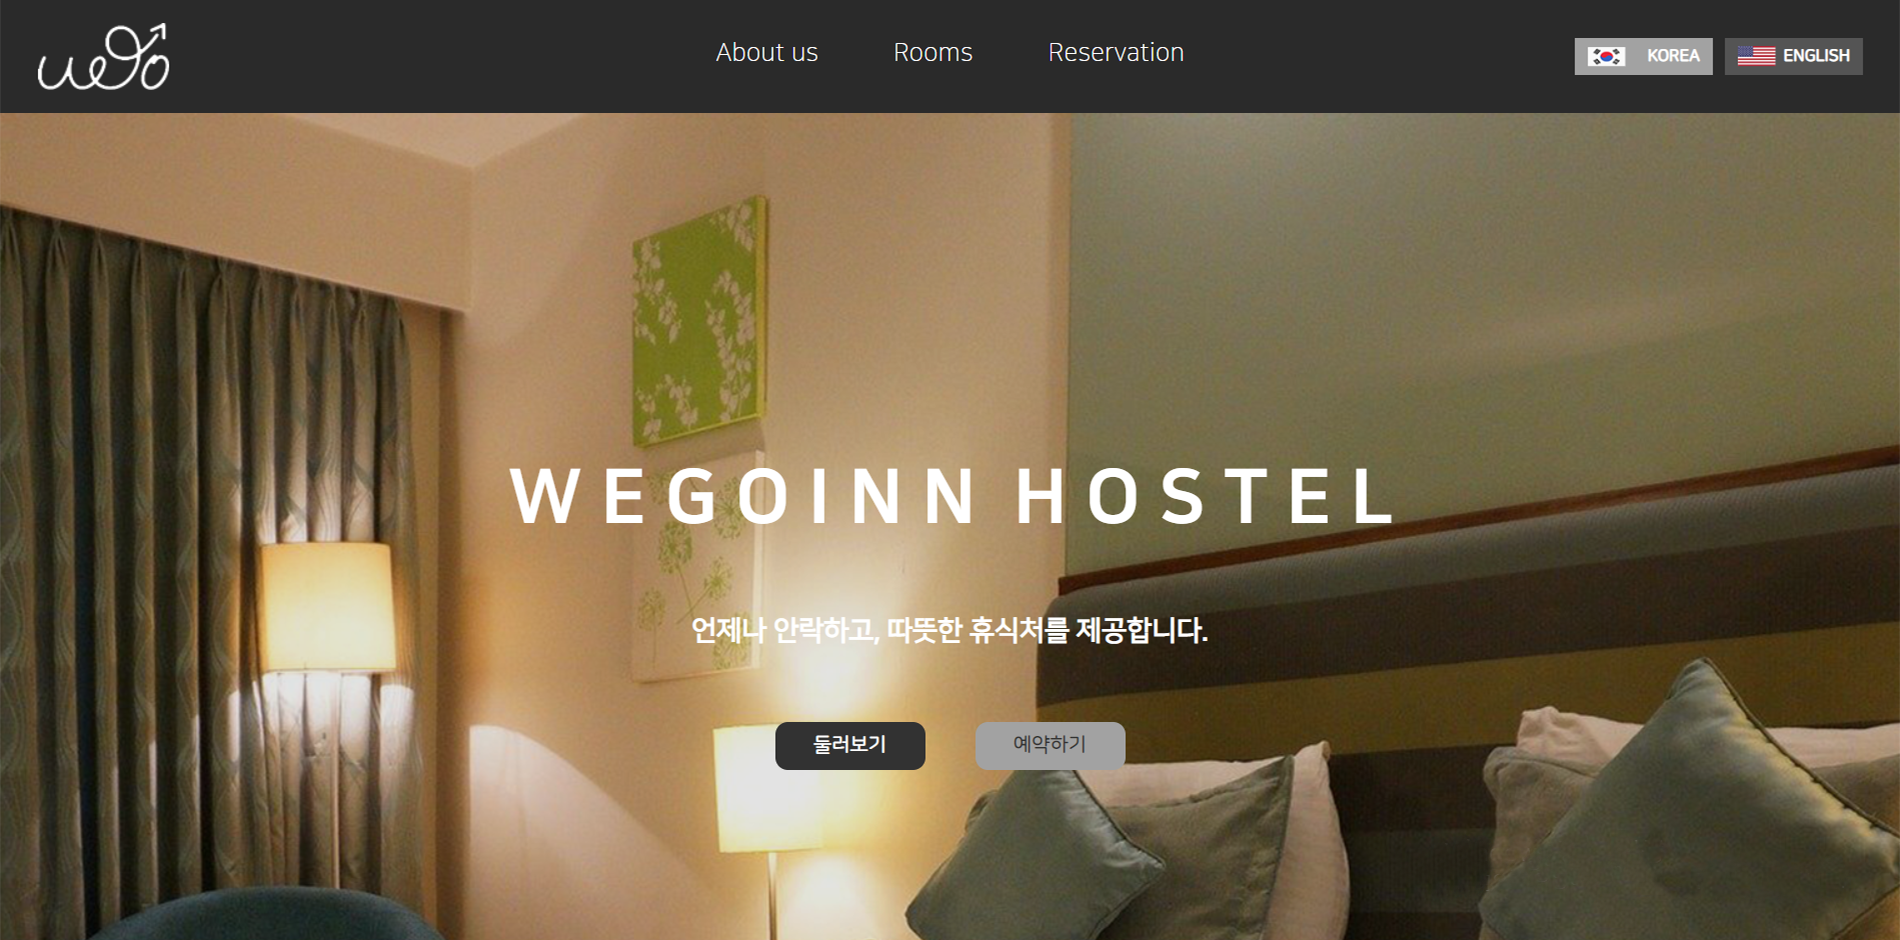 wego
About us
Rooms
Reservation
KOREA
ENGLISH
WEGOINN HOSTEL
언제나 안락하고, 따뜻한 휴식처를 제공합니다.
둘러보기
예약하기